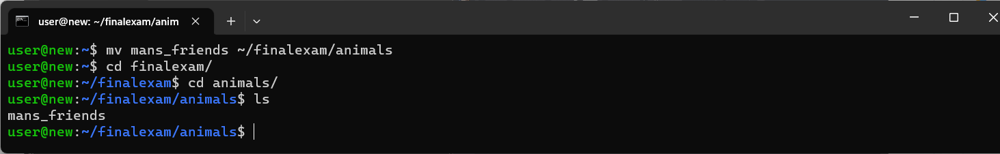 user@new: ~/finalexam/anim
user@new:~$ mv mans_friends ~/finalexam/animals
user@new:~$ cd finalexam/
user@new:~/finalexam$ cd animals/
user@new:~/finalexam/animals$ ls
mans_friends
user@new:~/finalexam/animals$